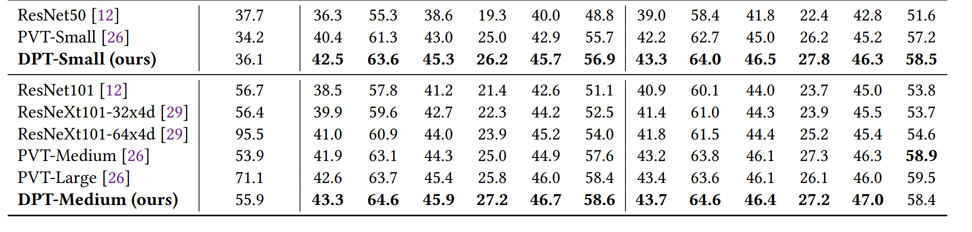 ResNet50 [12] 37.7 36.3 55.3 38.6 19.3 40.0 48.8 39.0 58.4 41.8 22.4 42.8 51.6
PVT-Small [26] 34.2 40.4 61.3 43.0 25.0 42.9 55.7 42.2 62.7 45.0 26.2 45.2 57.2
DPT-Small (ours) 36.1 42.5 63.6 45.3 26.2 45.7 56.9 43.3 64.0 46.5 27.8 46.3 58.5
ResNet101 [12] 56.7 38.5 57.8 41.2 21.4 42.6 51.1 40.9 60.1 44.0 23.7 45.0 53.8
ResNeXt101-32x4d [29] 56.4 39.9 59.6 42.7 22.3 44.2 52.5 41.4 61.0 44.3 23.9 45.5 53.7
ResNeXt101-64x4d [29] 95.5 41.0 60.9 44.0 23.9 45.2 54.0 41.8 61.5 44.4 25.2 45.4 54.6
PVT-Medium [26] 53.9 41.9 63.1 44.3 25.0 44.9 57.6 43.2 63.8 46.1 27.3 46.3 58.9
PVT-Large [26] 71.1 42.6 63.7 45.4 25.8 46.0 58.4 43.4 63.6 46.1 26.1 46.0 59.5
DPT-Medium (ours) 55.9 43.3 64.6 45.9 27.2 46.7 58.6 43.7 64.6 46.4 27.2 47.0 58.4